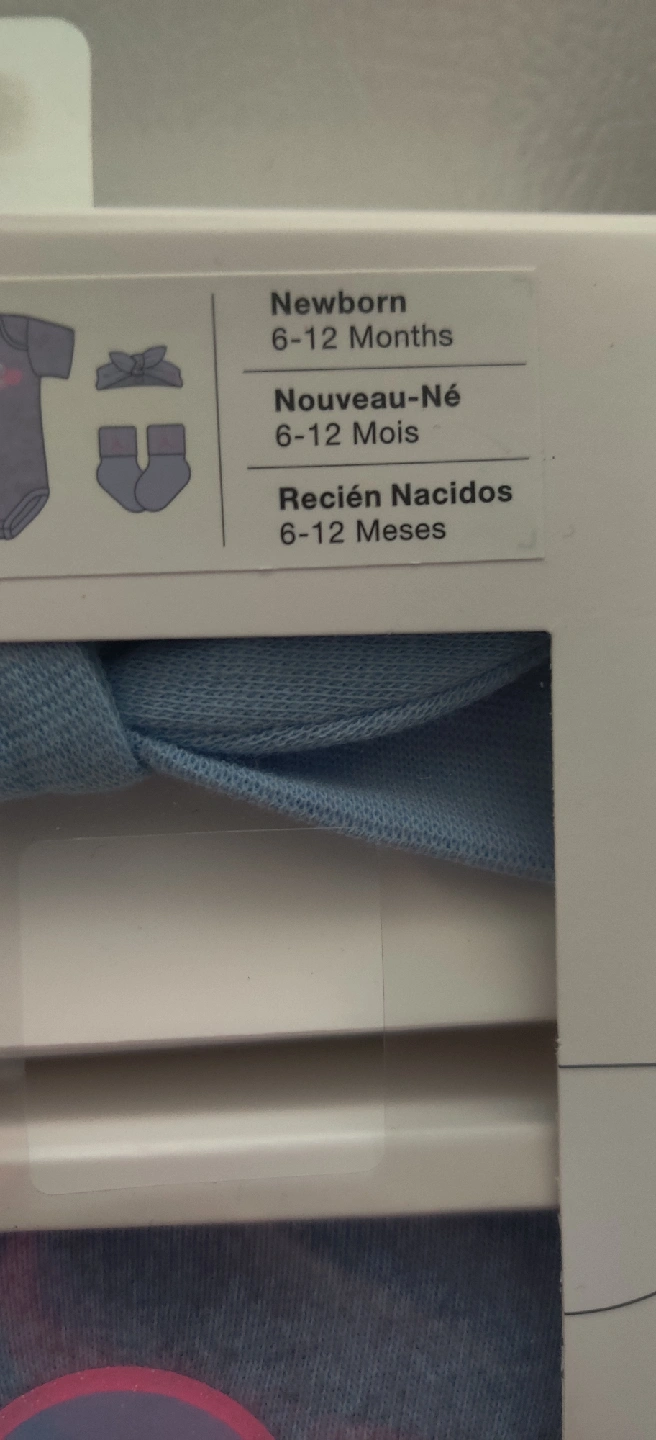 Newborn
6-12 Months
Nouveau-Né
6-12 Mois
Recién Nacidos
6-12 Meses